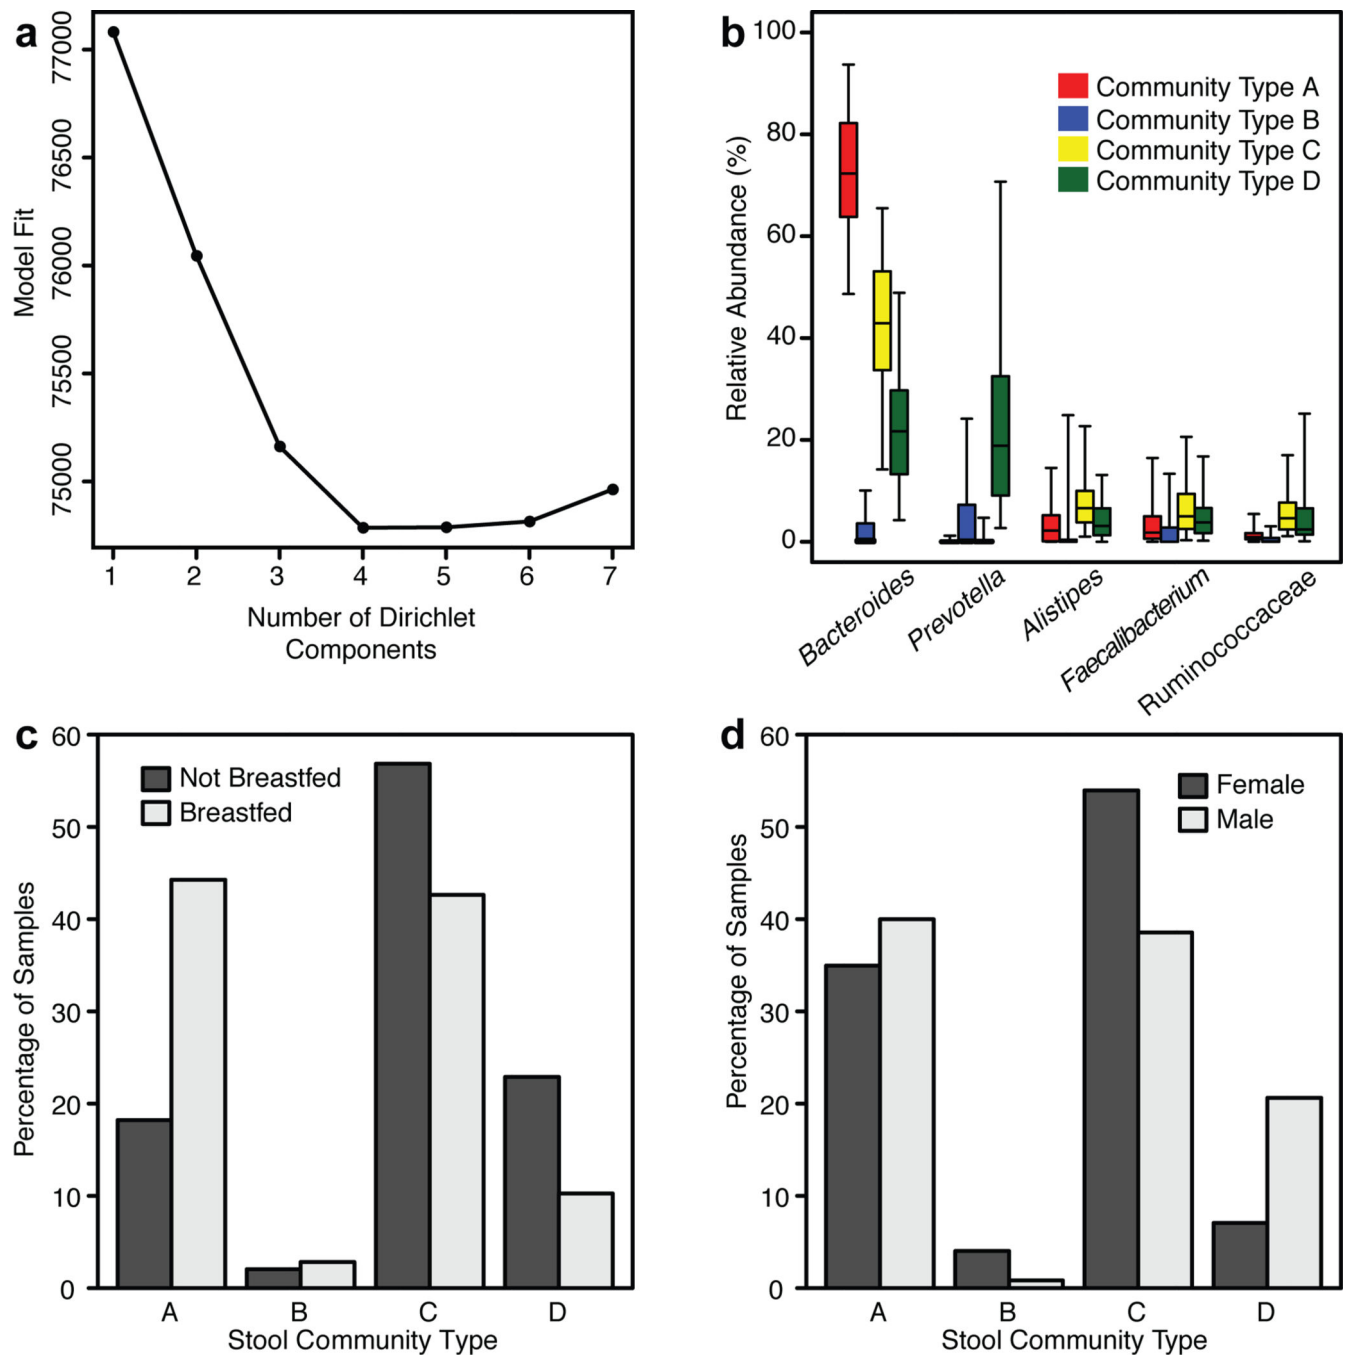 a
77000
76500
76000
75500
75000
Model Fit
1 2 3 4 5 6 7
Number of Dirichlet
Components
b
100
80
60
40
20
0
Relative Abundance (%)
Community Type A
Community Type B
Community Type C
Community Type D
Bacteroides
Prevotella
Alistipes
Faecalibacterium
Ruminococcaceae
c
60
50
40
30
20
10
0
Percentage of Samples
Not Breastfed
Breastfed
A B C D
Stool Community Type
d
60
50
40
30
20
10
0
Percentage of Samples
Female
Male
A B C D
Stool Community Type